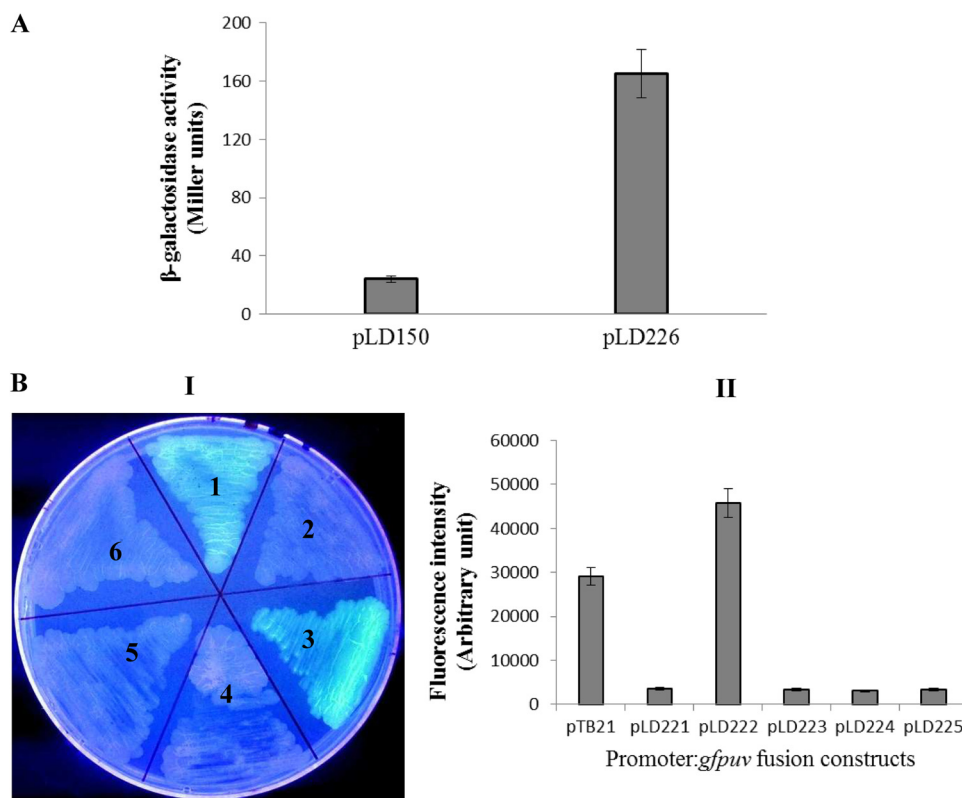 A
β-galactosidase activity
(Miller units)
200
160
120
80
40
0
pLD150
pLD226
B
I
1
2
3
4
5
6
II
Fluorescence intensity
(Arbitrary unit)
60000
50000
40000
30000
20000
10000
0
pTB21
pLD221
pLD222
pLD223
pLD224
pLD225
Promoter:gfpuv fusion constructs